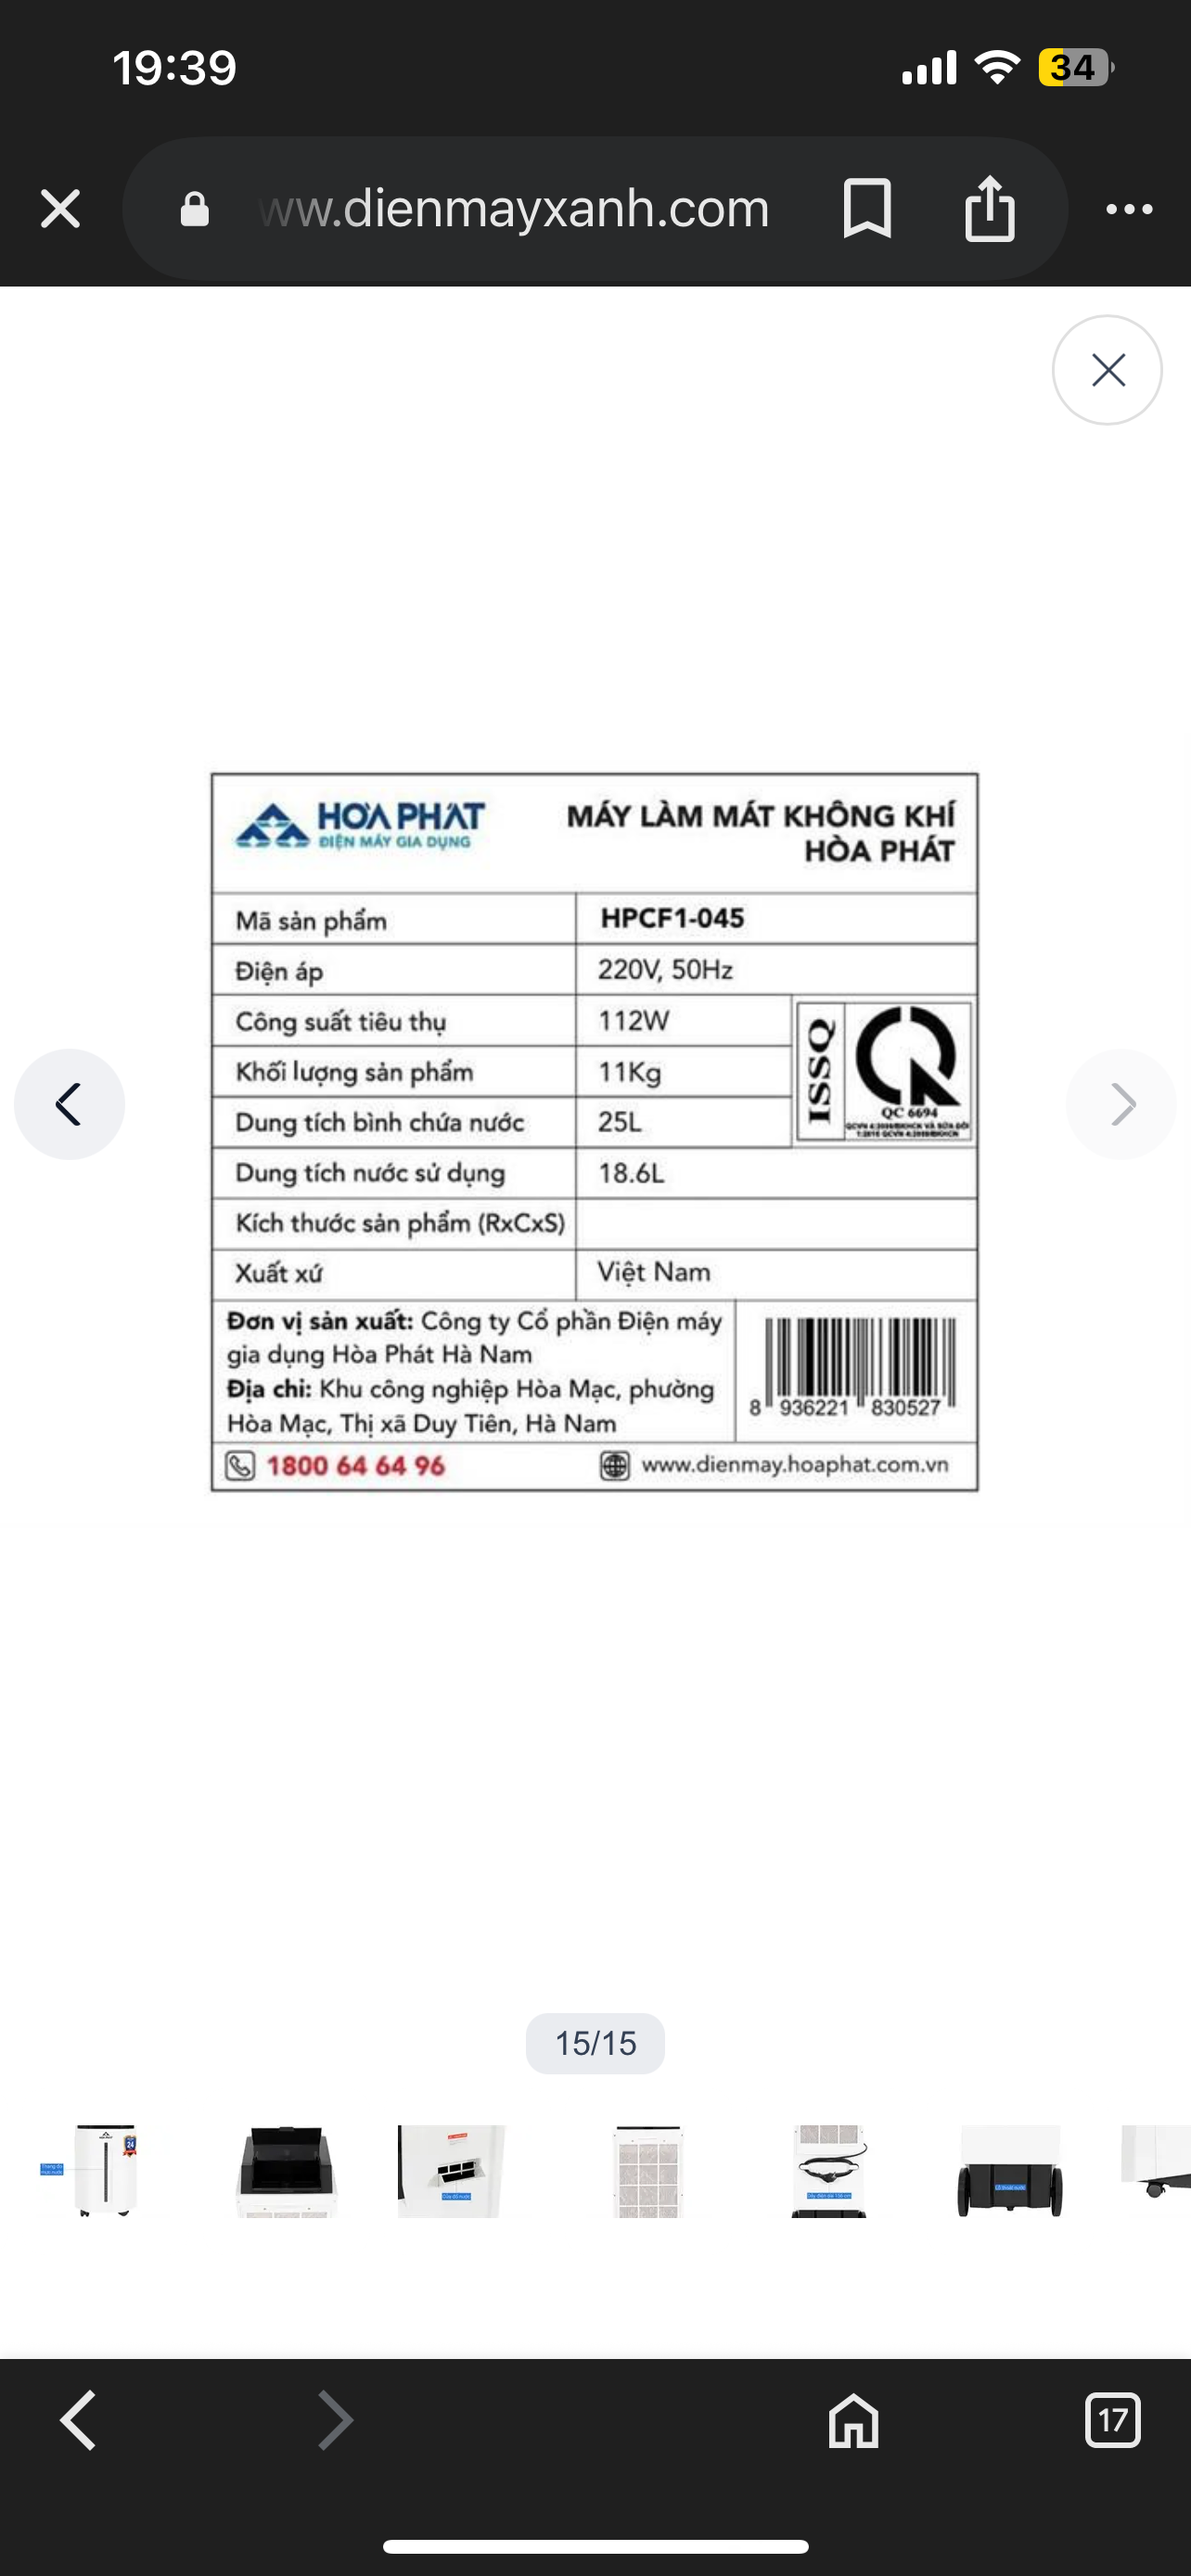 19:39
34
ww.dienmayxanh.com
HÒA PHÁT
ĐIỆN MÁY GIA DỤNG
MÁY LÀM MÁT KHÔNG KHÍ
HÒA PHÁT
Mã sản phẩm HPCF1-045
Điện áp 220V, 50Hz
Công suất tiêu thụ 112W
Khối lượng sản phẩm 11Kg
Dung tích bình chứa nước 25L
ISSQ
QC 6694
Dung tích nước sử dụng 18.6L
Kích thước sản phẩm (RxCxS)
Xuất xứ Việt Nam
Đơn vị sản xuất: Công ty Cổ phần Điện máy
gia dụng Hòa Phát Hà Nam
Địa chỉ: Khu công nghiệp Hòa Mạc, phường
Hòa Mạc, Thị xã Duy Tiên, Hà Nam
8 936221 830527
1800 64 64 96
www.dienmay.hoaphat.com.vn
15/15
24
17